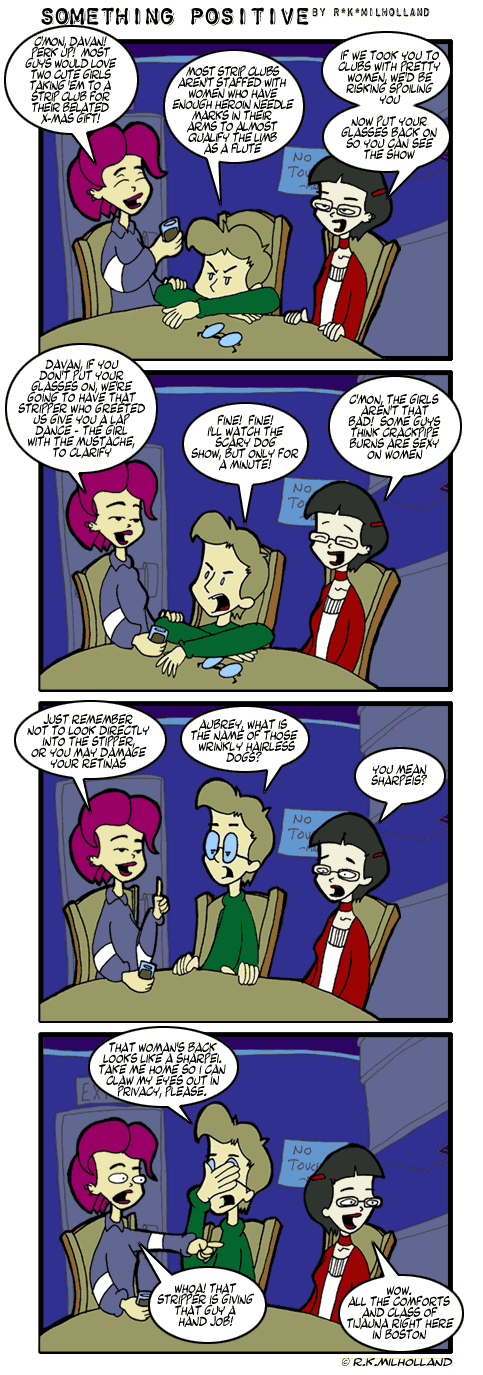 SOMETHING POSITIVE BY R*K*MILHOLLAND
C'MON, DAVAN!
PERK UP! MOST
GUYS WOULD LOVE
TWO CUTE GIRLS
TAKING 'EM TO A
STRIP CLUB FOR
THEIR BELATED
X-MAS GIFT!
MOST STRIP CLUBS
AREN'T STAFFED WITH
WOMEN WHO HAVE
ENOUGH HEROIN NEEDLE
MARKS IN THEIR
ARMS TO ALMOST
QUALIFY THE LIMB
AS A FLUTE
IF WE TOOK YOU TO
CLUBS WITH PRETTY
WOMEN, WE'D BE
RISKING SPOILING
YOU
NOW PUT YOUR
GLASSES BACK ON
SO YOU CAN SEE
THE SHOW
NO
TOU
DAVAN, IF YOU
DON'T PUT YOUR
GLASSES ON, WE'RE
GOING TO HAVE THAT
STRIPPER WHO GREETED
US GIVE YOU A LAP
DANCE - THE GIRL
WITH THE MUSTACHE,
TO CLARIFY
FINE! FINE!
I'LL WATCH THE
SCARY DOG
SHOW, BUT ONLY FOR
A MINUTE!
C'MON, THE GIRLS
AREN'T THAT
BAD! SOME GUYS
THINK CRACKPIPE
BURNS ARE SEXY
ON WOMEN
NO
TO
JUST REMEMBER
NOT TO LOOK DIRECTLY
INTO THE STIPPER,
OR YOU MAY DAMAGE
YOUR RETINAS
AUBREY, WHAT IS
THE NAME OF THOSE
WRINKLY HAIRLESS
DOGS?
YOU MEAN
SHARPEIS?
NO
TOU
THAT WOMAN'S BACK
LOOKS LIKE A SHARPEI.
TAKE ME HOME SO I CAN
CLAW MY EYES OUT IN
PRIVACY, PLEASE.
EX
NO
TOUC
WHOA! THAT
STRIPPER IS GIVING
THAT GUY A
HAND JOB!
WOW.
ALL THE COMFORTS
AND CLASS OF
TIJAUNA RIGHT HERE
IN BOSTON
© R.K.MILHOLLAND